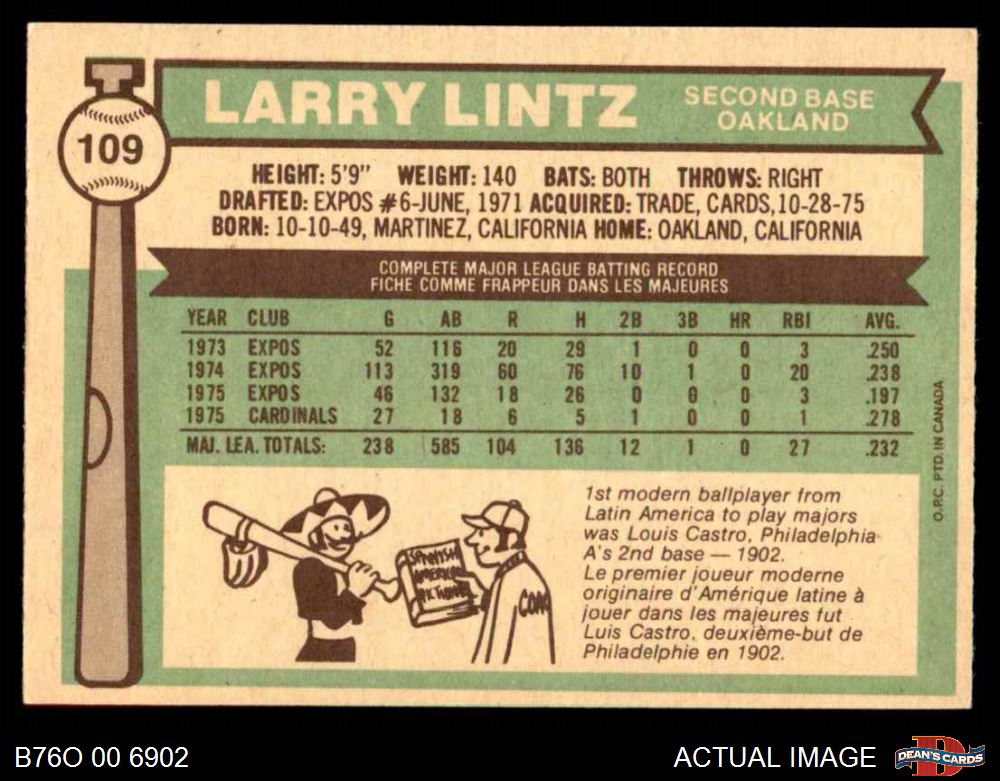 LARRY LINTZ
SECOND BASE
OAKLAND
109
HEIGHT: 5'9" WEIGHT: 140 BATS: BOTH THROWS: RIGHT
DRAFTED: EXPOS #6-JUNE, 1971 ACQUIRED: TRADE, CARDS, 10-28-75
BORN: 10-10-49, MARTINEZ, CALIFORNIA HOME: OAKLAND, CALIFORNIA
COMPLETE MAJOR LEAGUE BATTING RECORD
FICHE COMME FRAPPEUR DANS LES MAJEURES
YEAR CLUB G AB R H 2B 3B HR RBI AVG.
1973 EXPOS 52 116 20 29 1 0 0 3 .250
1974 EXPOS 113 319 60 76 10 1 0 20 .238
1975 EXPOS 46 132 18 26 0 0 0 3 .197
1975 CARDINALS 27 18 6 5 1 0 0 1 .278
MAJ. LEA. TOTALS: 238 585 104 136 12 1 0 27 .232
O.P.C. PTD. IN CANADA
SPANISH
AMERICAN
1st modern ballplayer from
Latin America to play majors
was Louis Castro, Philadelphia
A's 2nd base — 1902.
Le premier joueur moderne
originaire d'Amérique latine à
jouer dans les majeures fut
Luis Castro, deuxième-but de
Philadelphie en 1902.
B76O 00 6902
ACTUAL IMAGE
DEAN'S CARDS